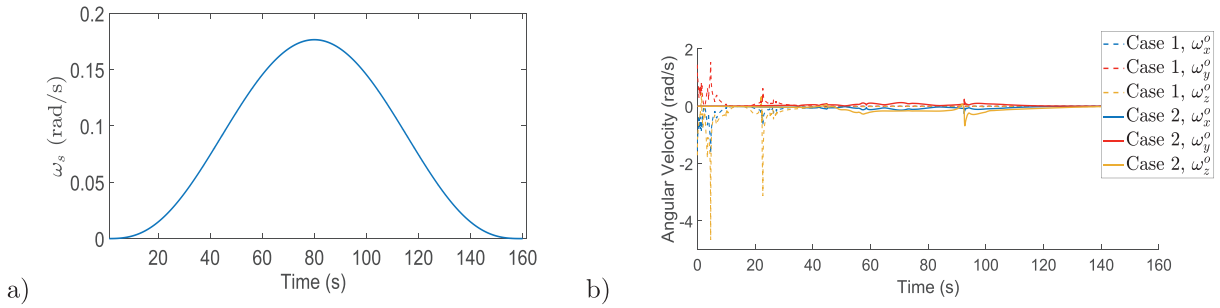 a)
ω_s (rad/s)
0.2
0.15
0.1
0.05
0
20 40 60 80 100 120 140 160
Time (s)
b)
Angular Velocity (rad/s)
2
0
-2
-4
0 20 40 60 80 100 120 140 160
Time (s)
Case 1, ω_x^o
Case 1, ω_y^o
Case 1, ω_z^o
Case 2, ω_x^o
Case 2, ω_y^o
Case 2, ω_z^o